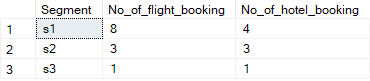 Segment No_of_flight_booking No_of_hotel_booking
1 s1 8 4
2 s2 3 3
3 s3 1 1